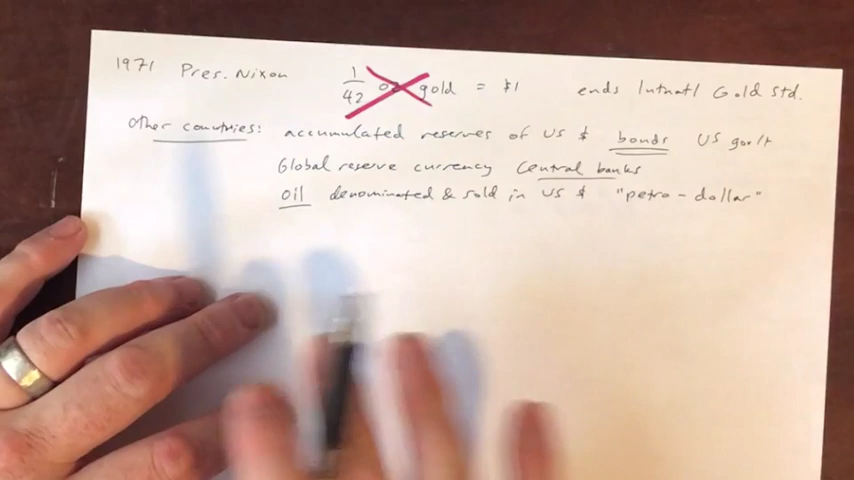 1971 Pres. Nixon 1/42 oz gold = $1 ends Intnat'l Gold Std.
Other countries: accumulated reserves of US $ bonds US gov't
Global reserve currency Central banks
Oil denominated & sold in US $ "petro-dollar"